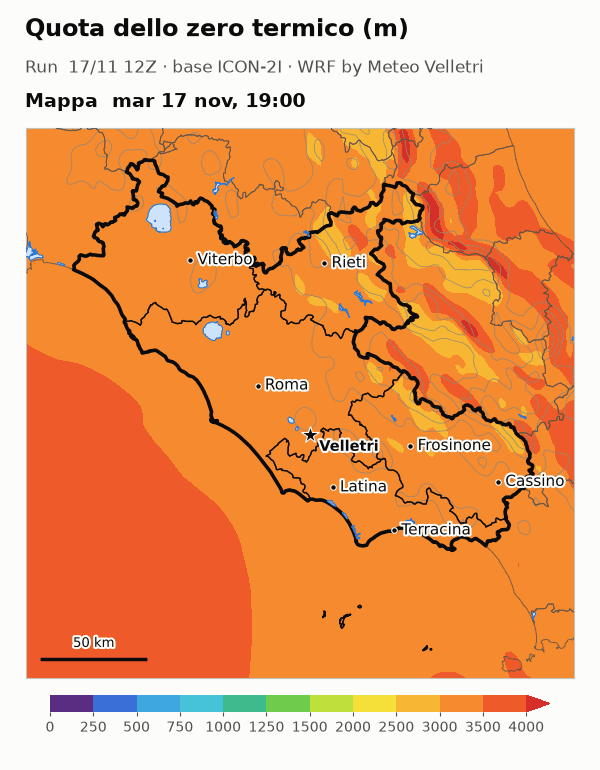 Quota dello zero termico (m)
Run  17/11 12Z · base ICON-2I · WRF by Meteo Velletri
Mappa  mar 17 nov, 19:00
Viterbo
Rieti
Roma
Velletri
Frosinone
Cassino
Latina
Terracina
50 km
0 250 500 750 1000 1250 1500 2000 2500 3000 3500 4000